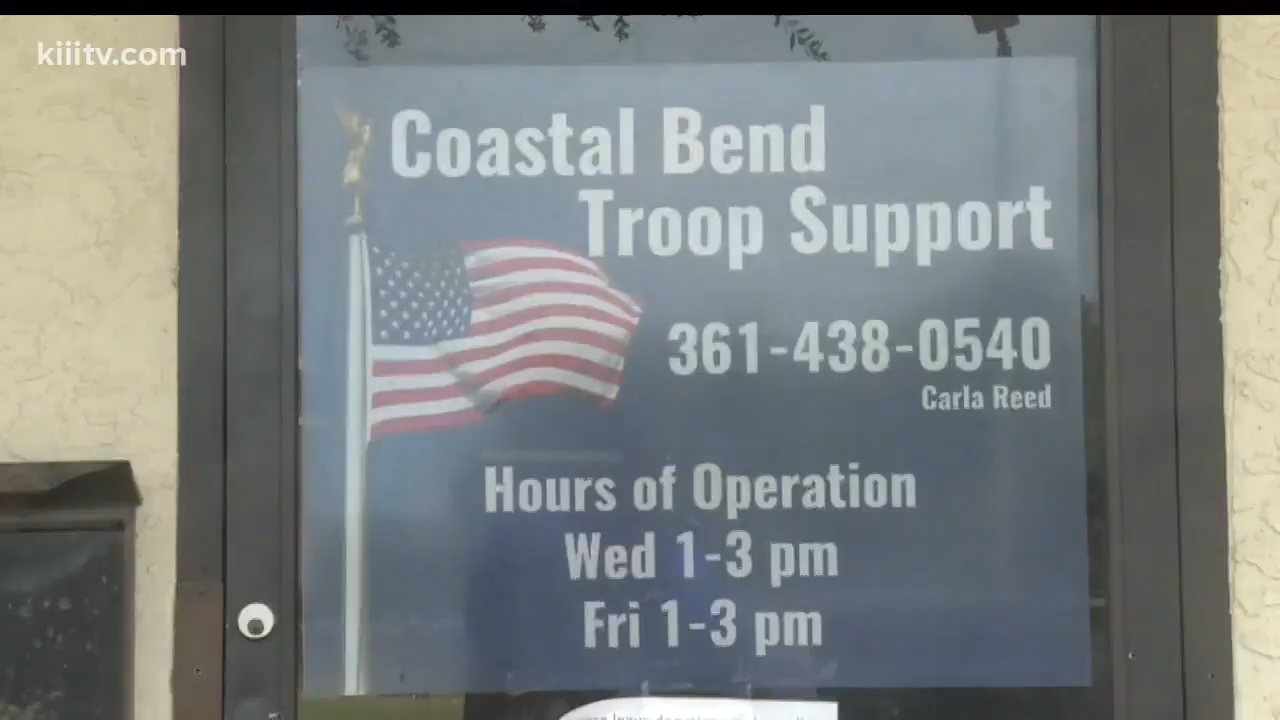 kiiitv.com
Coastal Bend
Troop Support
361-438-0540
Carla Reed
Hours of Operation
Wed 1-3 pm
Fri 1-3 pm